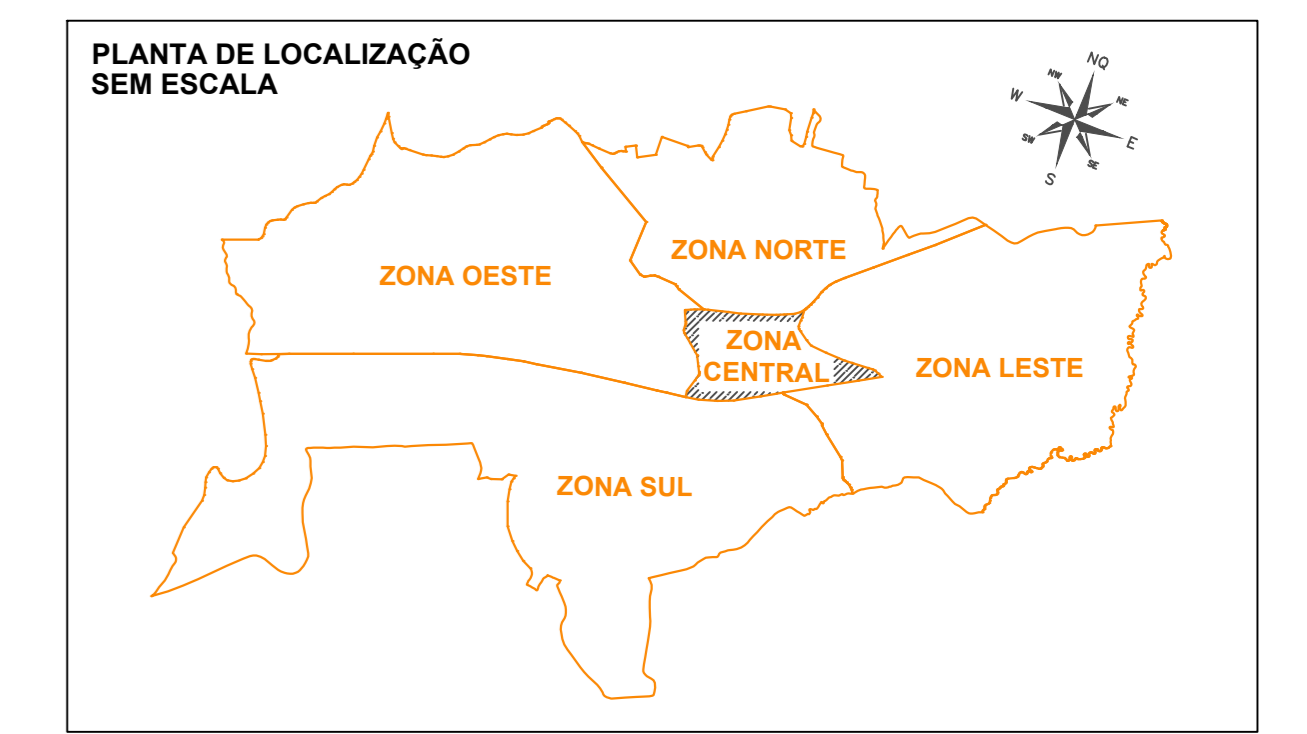 PLANTA DE LOCALIZAÇÃO
SEM ESCALA
NQ
NW
NE
W
E
SW
SE
S
ZONA NORTE
ZONA OESTE
ZONA
CENTRAL
ZONA LESTE
ZONA SUL